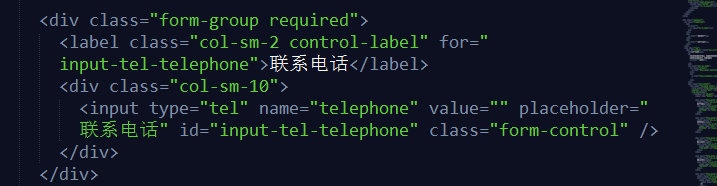 <div class="form-group required">
<label class="col-sm-2 control-label" for="
input-tel-telephone">联系电话</label>
<div class="col-sm-10">
<input type="tel" name="telephone" value="" placeholder="
联系电话" id="input-tel-telephone" class="form-control" />
</div>
</div>